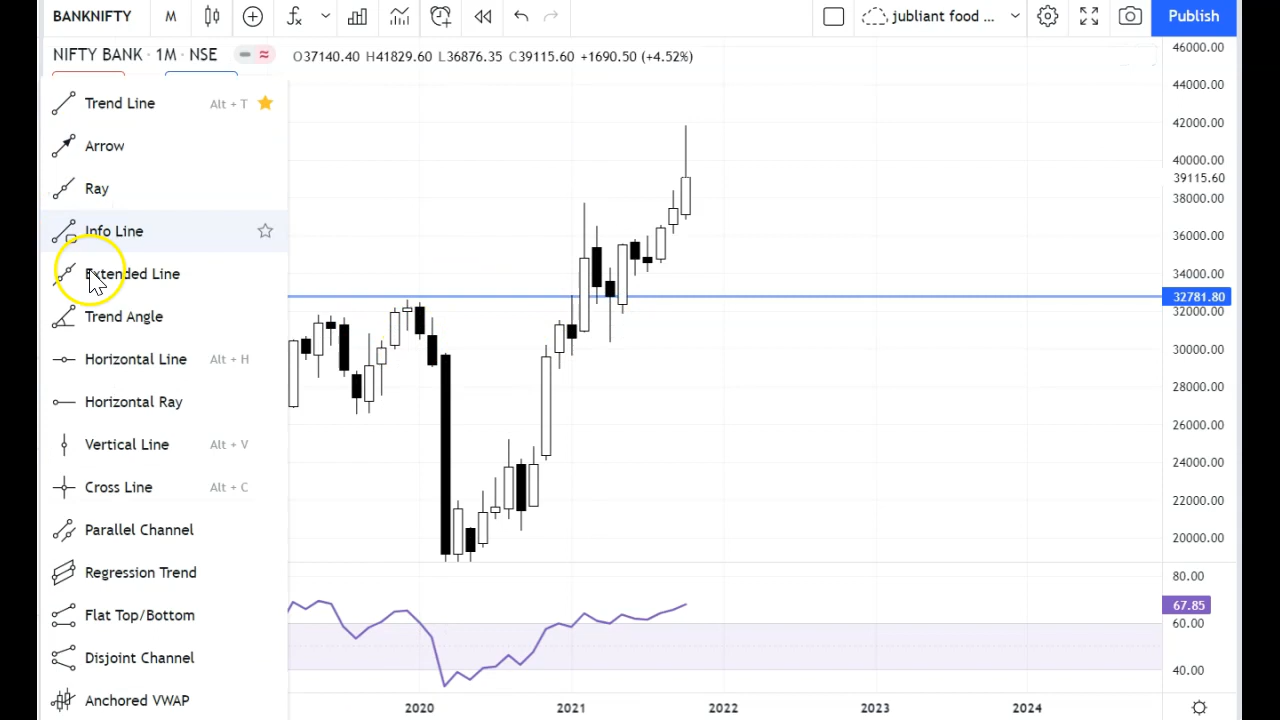 BANKNIFTY M jubliant food ... Publish
NIFTY BANK · 1M · NSE O37140.40 H41829.60 L36876.35 C39115.60 +1690.50 (+4.52%)
Trend Line Alt + T
Arrow
Ray
Info Line
Extended Line
Trend Angle
Horizontal Line Alt + H
Horizontal Ray
Vertical Line Alt + V
Cross Line Alt + C
Parallel Channel
Regression Trend
Flat Top/Bottom
Disjoint Channel
Anchored VWAP
46000.00
44000.00
42000.00
40000.00
39115.60
38000.00
36000.00
34000.00
32781.80
32000.00
30000.00
28000.00
26000.00
24000.00
22000.00
20000.00
80.00
67.85
60.00
40.00
2020 2021 2022 2023 2024